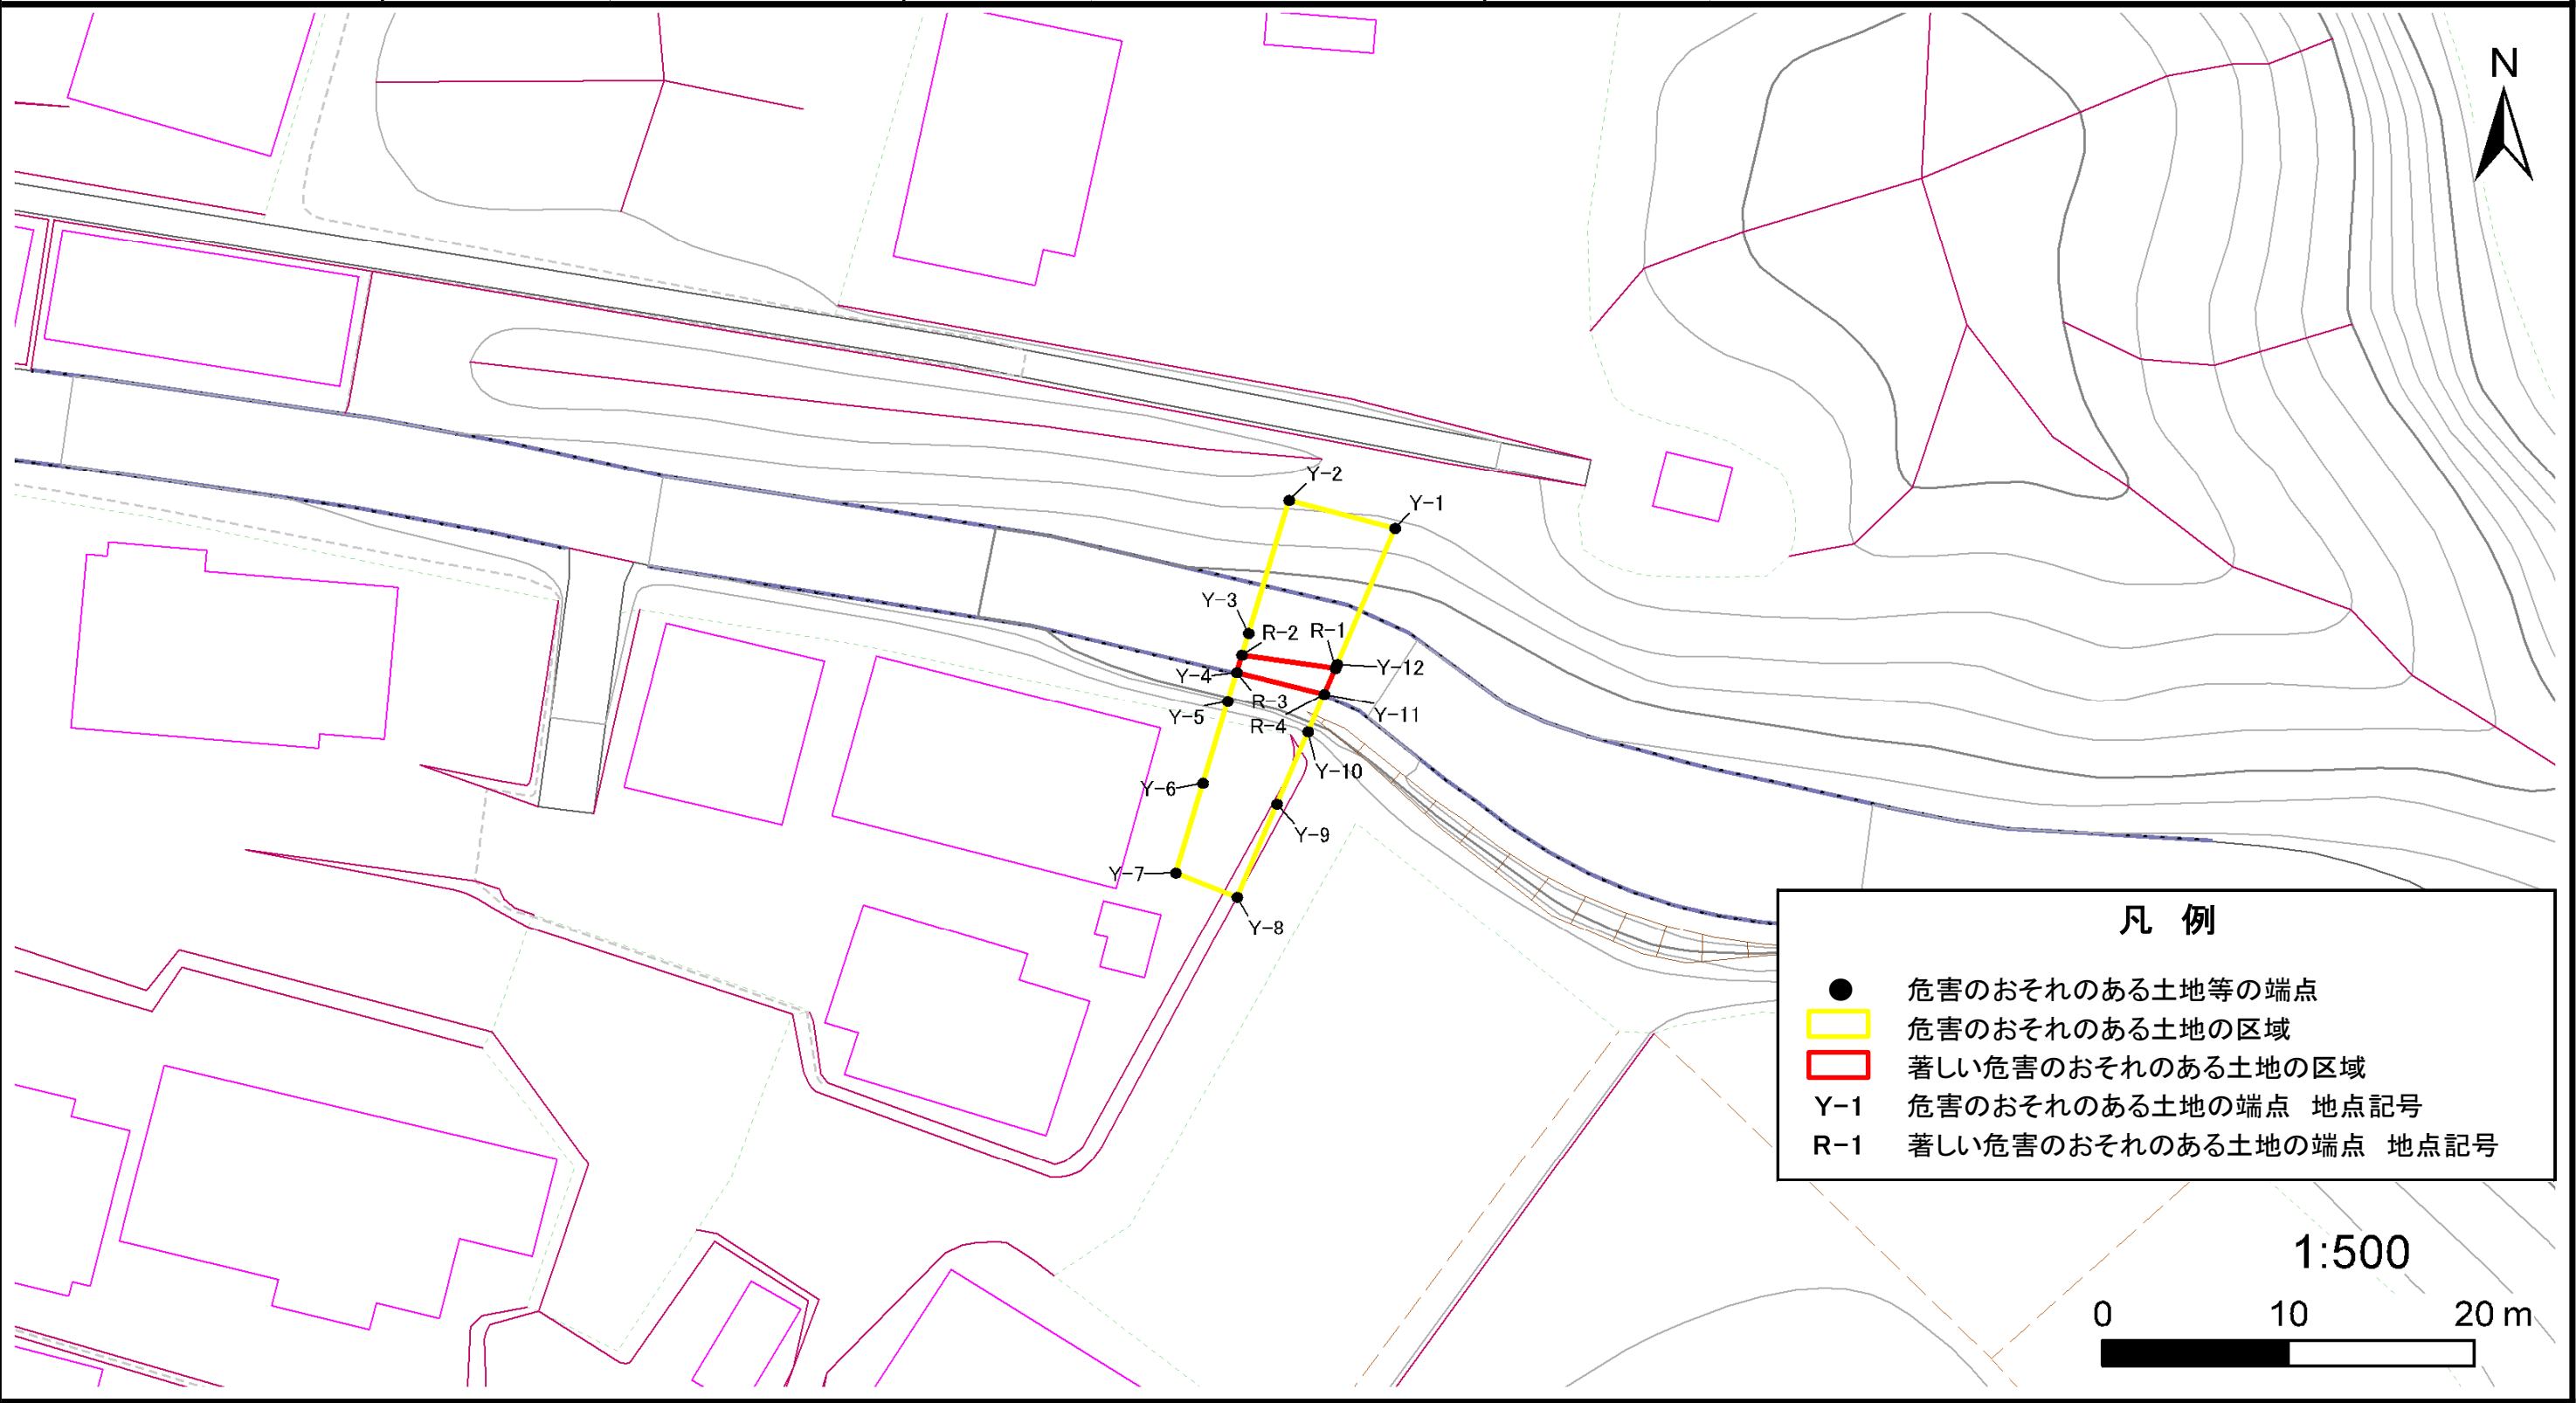 N
Y-2
Y-1
Y-3
R-2
R-1
Y-12
Y-4
R-3
Y-5
Y-11
R-4
Y-10
Y-6
Y-9
Y-7
Y-8
凡 例
危害のおそれのある土地等の端点
危害のおそれのある土地の区域
著しい危害のおそれのある土地の区域
Y-1 危害のおそれのある土地の端点 地点記号
R-1 著しい危害のおそれのある土地の端点 地点記号
1:500
0 10 20 m